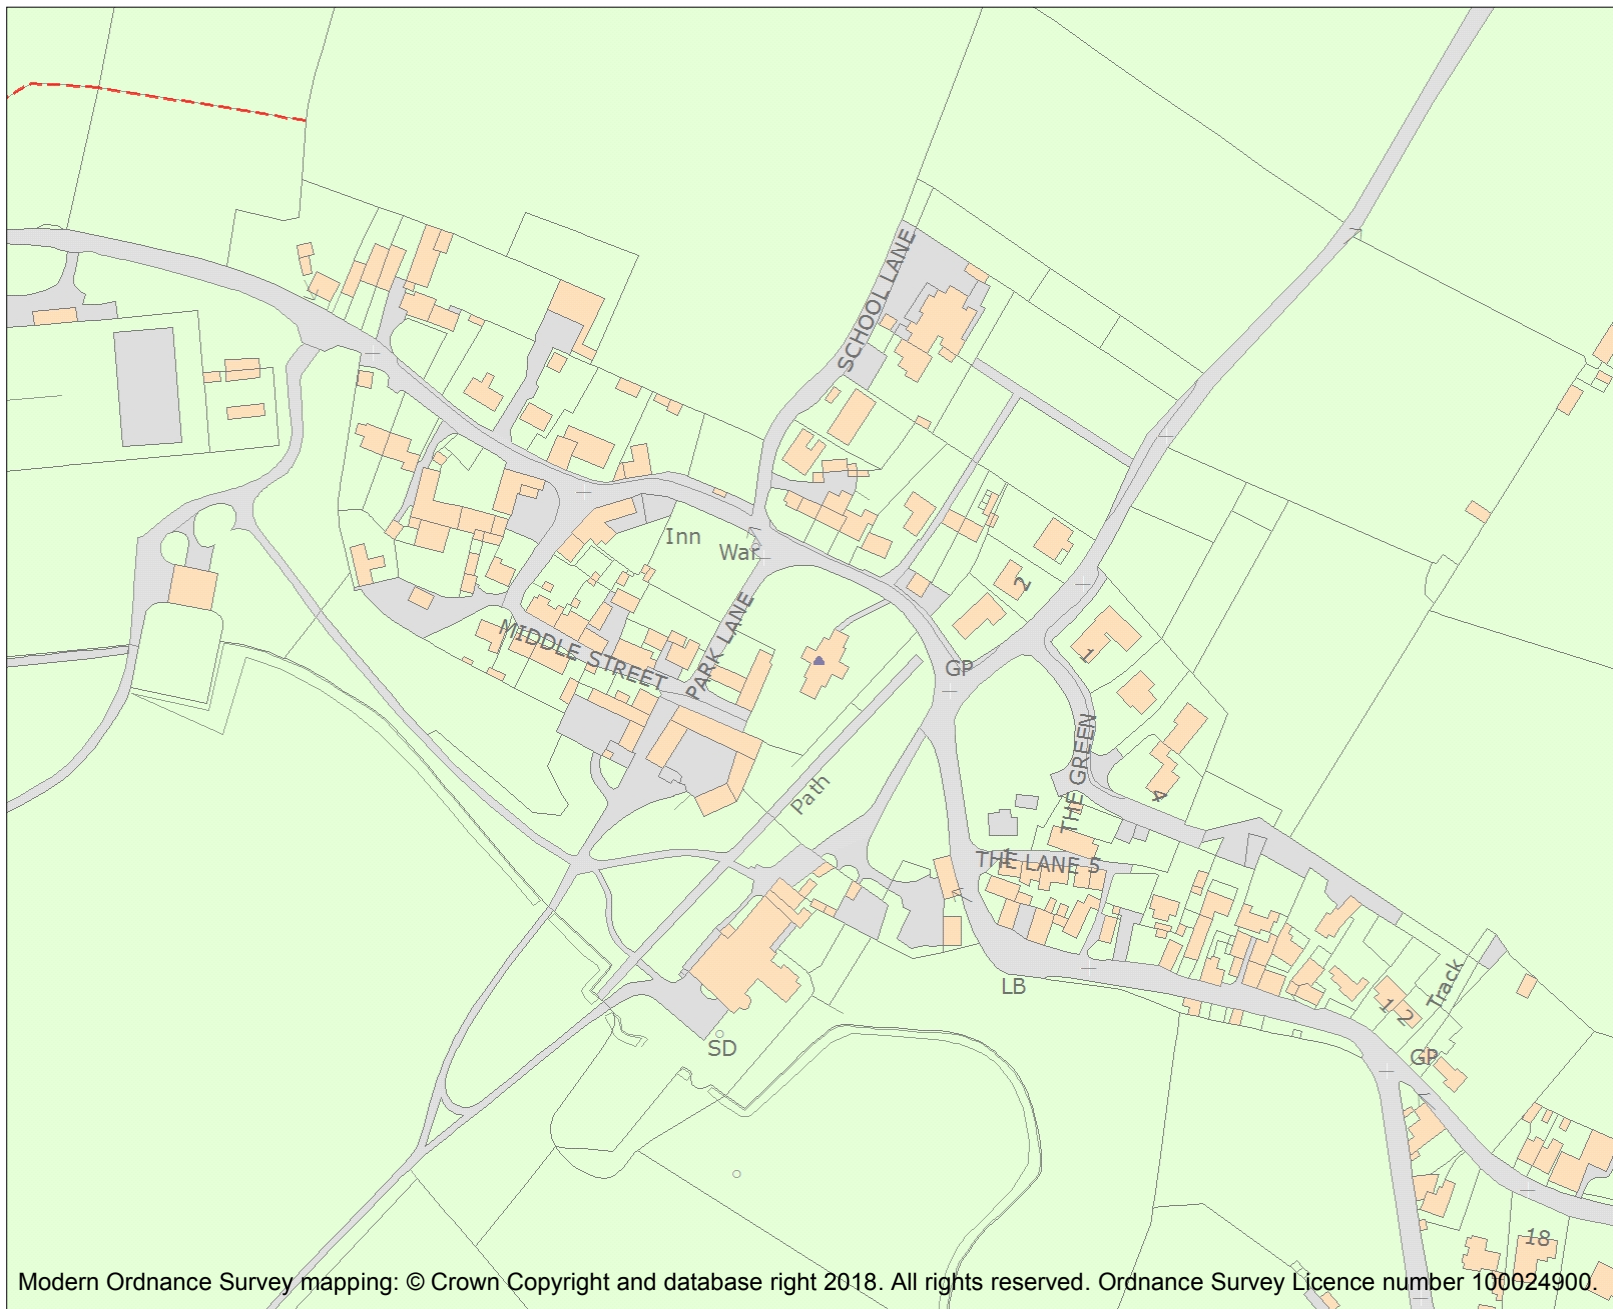 SCHOOL LANE
Inn
War
2
MIDDLE STREET
PARK LANE
GP
1
THE GREEN
Path
4
THE LANE 5
LB
Track
1 2
SD
GP
18
Modern Ordnance Survey mapping: © Crown Copyright and database right 2018. All rights reserved. Ordnance Survey Licence number 100024900.